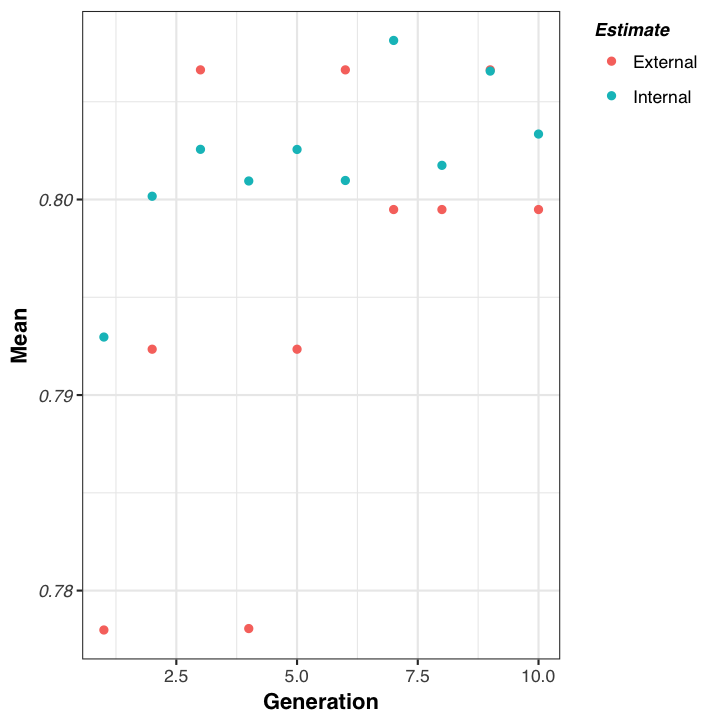 Estimate
External
Internal
Mean
0.80
0.79
0.78
2.5 5.0 7.5 10.0
Generation